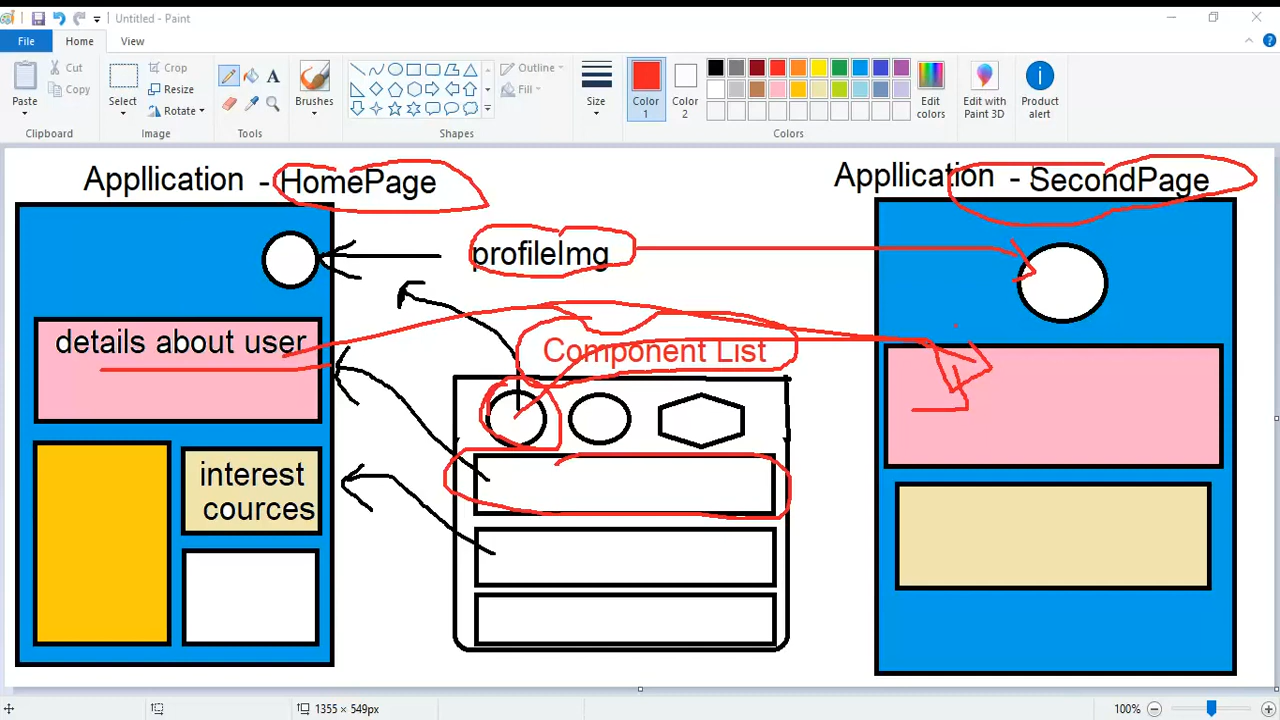 Untitled - Paint
File
Home
View
Paste
Cut
Copy
Clipboard
Select
Crop
Resize
Rotate
Image
A
Tools
Brushes
Outline
Fill
Shapes
Size
Color 1
Color 2
Colors
Edit colors
Edit with Paint 3D
Product alert
Appllication - HomePage
Appllication - SecondPage
profileImg
details about user
Component List
interest
cources
1355 × 549px
100%